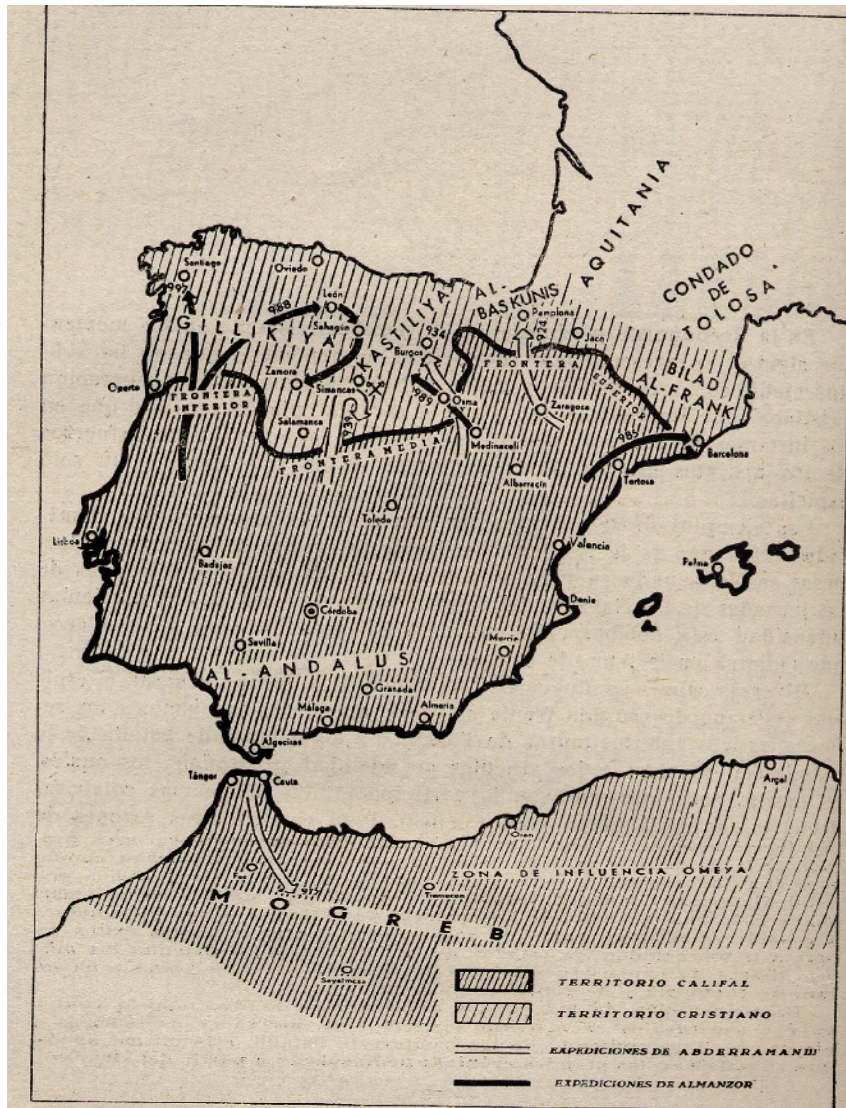 AQUITANIA
CONDADO
DE
TOLOSA
Santiago
997
Oviedo
León
988
GILLIKIYA
Sahagún
KASTILIYA
AL-
BASKUNIS
Pamplona
924
Jaca
934
Burgos
BILAD
AL-FRANK
Zamora
Simancas
939
989
Osma
FRONTERA
SUPERIOR
Zaragoza
985
Barcelona
Oporto
FRONTERA
INFERIOR
Salamanca
FRONTERA MEDIA
Medinaceli
Albarracín
Tortosa
Toledo
Lisboa
Badajoz
Valencia
Palma
Córdoba
Denia
Sevilla
Murcia
AL-ANDALUS
Granada
Málaga
Almería
Algeciras
Tánger
Ceuta
Argel
Oran
Fez
ZONA DE INFLUENCIA OMEYA
Tremecen
MOGREB
TERRITORIO CALIFAL
TERRITORIO CRISTIANO
EXPEDICIONES DE ABDERRAMAN III
EXPEDICIONES DE ALMANZOR